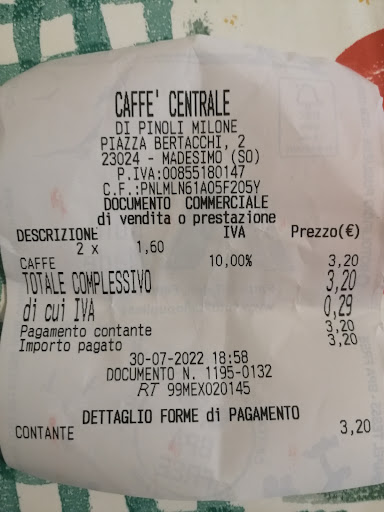 CAFFE' CENTRALE
DI PINOLI MILONE
PIAZZA BERTACCHI, 2
23024 - MADESIMO (SO)
P.IVA:00855180147
C.F.:PNLMLN61A05F205Y
DOCUMENTO COMMERCIALE
di vendita o prestazione
DESCRIZIONE IVA Prezzo(€)
2 x 1,60
CAFFE 10,00% 3,20
TOTALE COMPLESSIVO 3,20
di cui IVA 0,29
Pagamento contante 3,20
Importo pagato 3,20
30-07-2022 18:58
DOCUMENTO N. 1195-0132
RT 99MEX020145
DETTAGLIO FORME di PAGAMENTO
CONTANTE 3,20